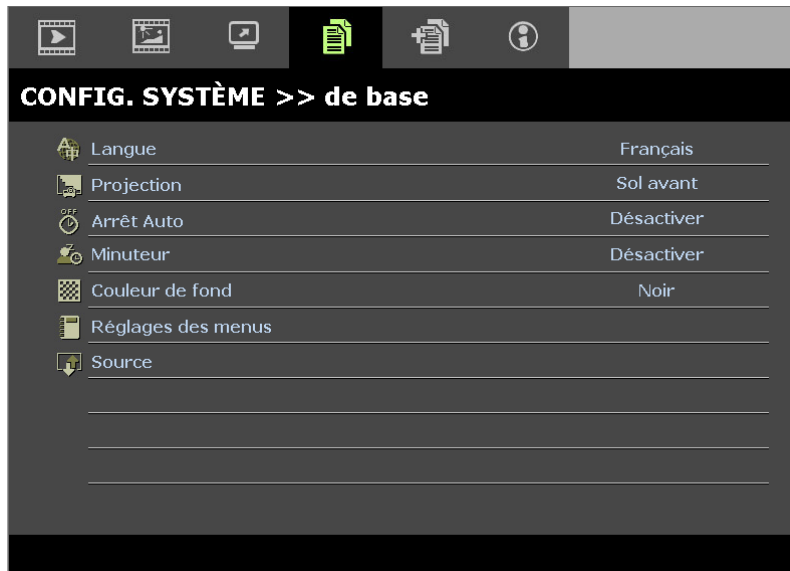 CONFIG. SYSTÈME >> de base
Langue Français
Projection Sol avant
OFF
Arrêt Auto Désactiver
Minuteur Désactiver
Couleur de fond Noir
Réglages des menus
Source